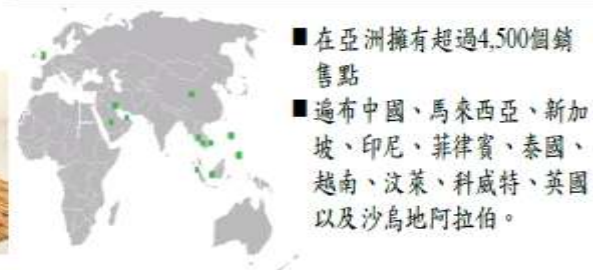 ■ 在亞洲擁有超過4,500個銷
售點
■ 遍布中國、馬來西亞、新加
坡、印尼、菲律賓、泰國、
越南、汶萊、科威特、英國
以及沙烏地阿拉伯。